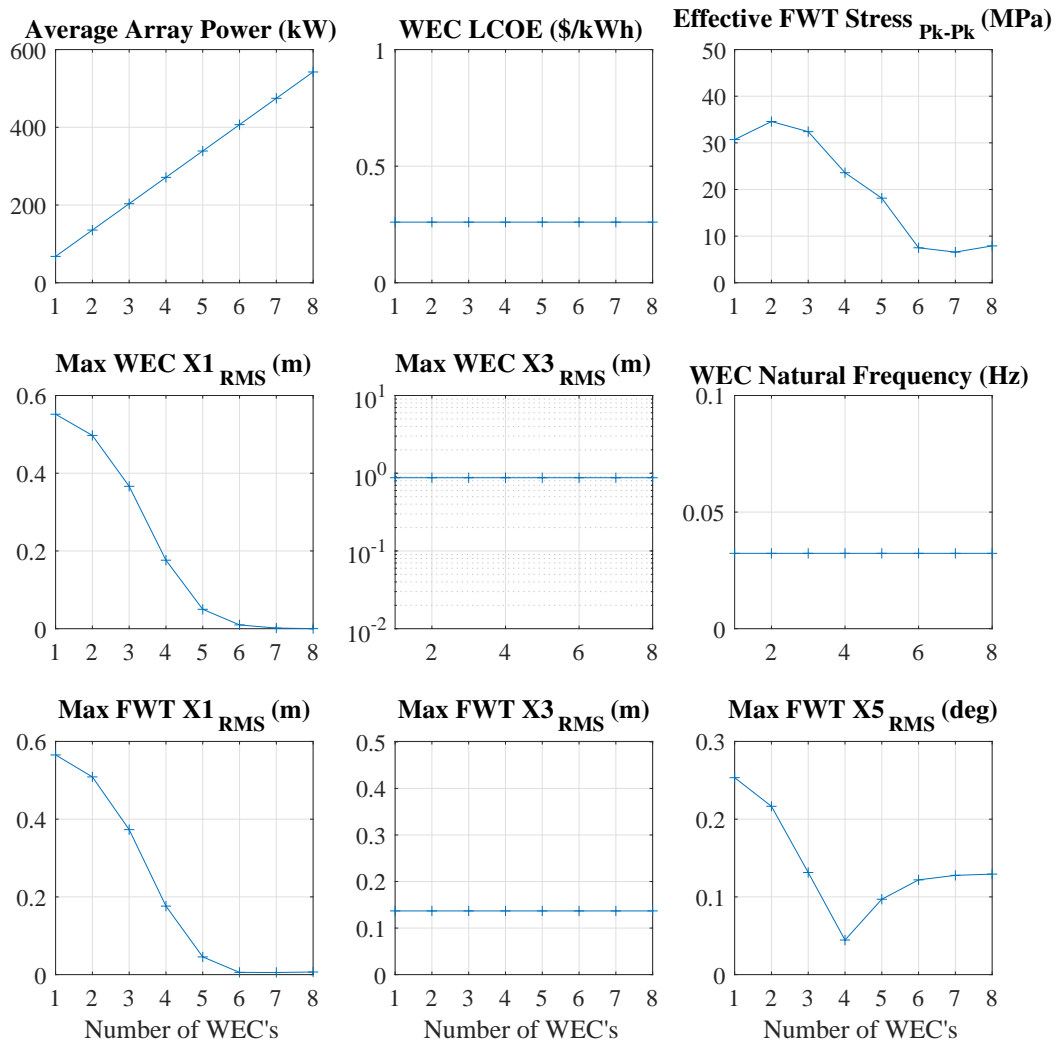 Average Array Power (kW)
600
400
200
0
1 2 3 4 5 6 7 8
WEC LCOE ($/kWh)
1
0.5
0
1 2 3 4 5 6 7 8
Effective FWT Stress Pk-Pk (MPa)
50
40
30
20
10
0
1 2 3 4 5 6 7 8
Max WEC X1 RMS (m)
0.6
0.4
0.2
0
1 2 3 4 5 6 7 8
Max WEC X3 RMS (m)
10^1
10^0
10^-1
10^-2
2 4 6 8
WEC Natural Frequency (Hz)
0.1
0.05
0
2 4 6 8
Max FWT X1 RMS (m)
0.6
0.4
0.2
0
1 2 3 4 5 6 7 8
Number of WEC's
Max FWT X3 RMS (m)
0.5
0.4
0.3
0.2
0.1
0
1 2 3 4 5 6 7 8
Number of WEC's
Max FWT X5 RMS (deg)
0.3
0.2
0.1
0
1 2 3 4 5 6 7 8
Number of WEC's